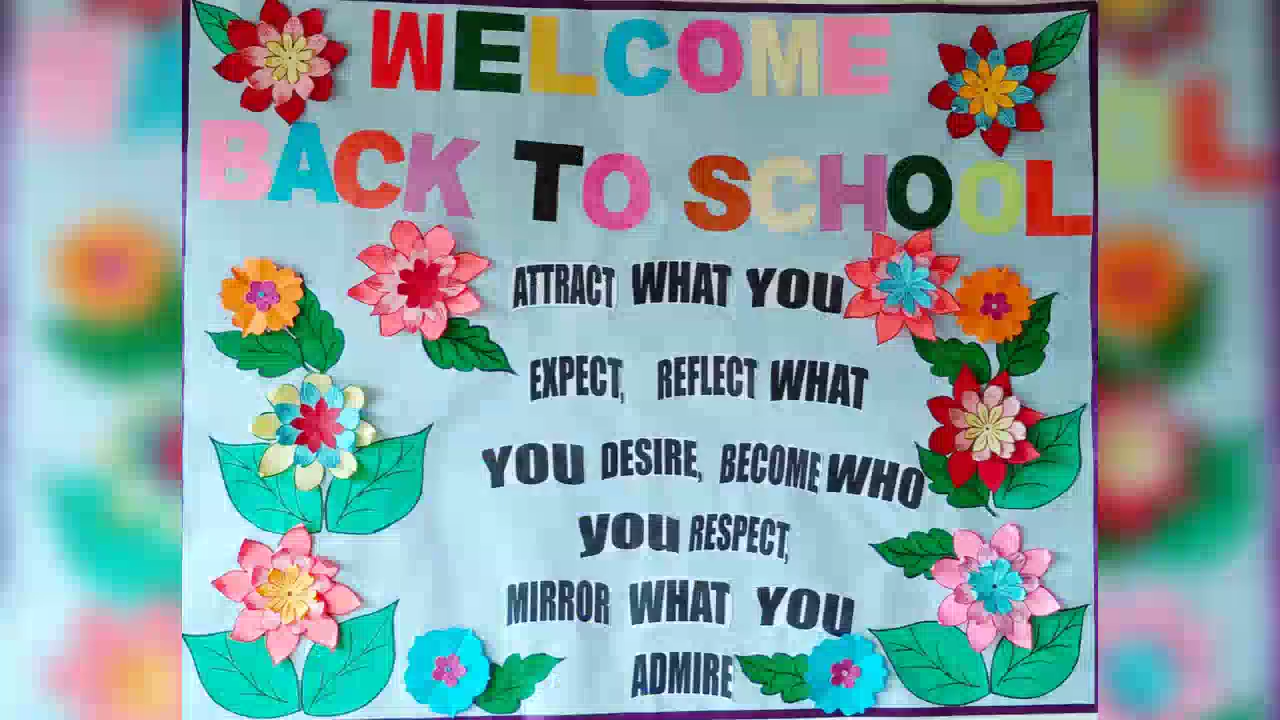 WELCOME
BACK TO SCHOOL
ATTRACT WHAT YOU
EXPECT, REFLECT WHAT
YOU DESIRE, BECOME WHO
you RESPECT,
MIRROR WHAT YOU
ADMIRE